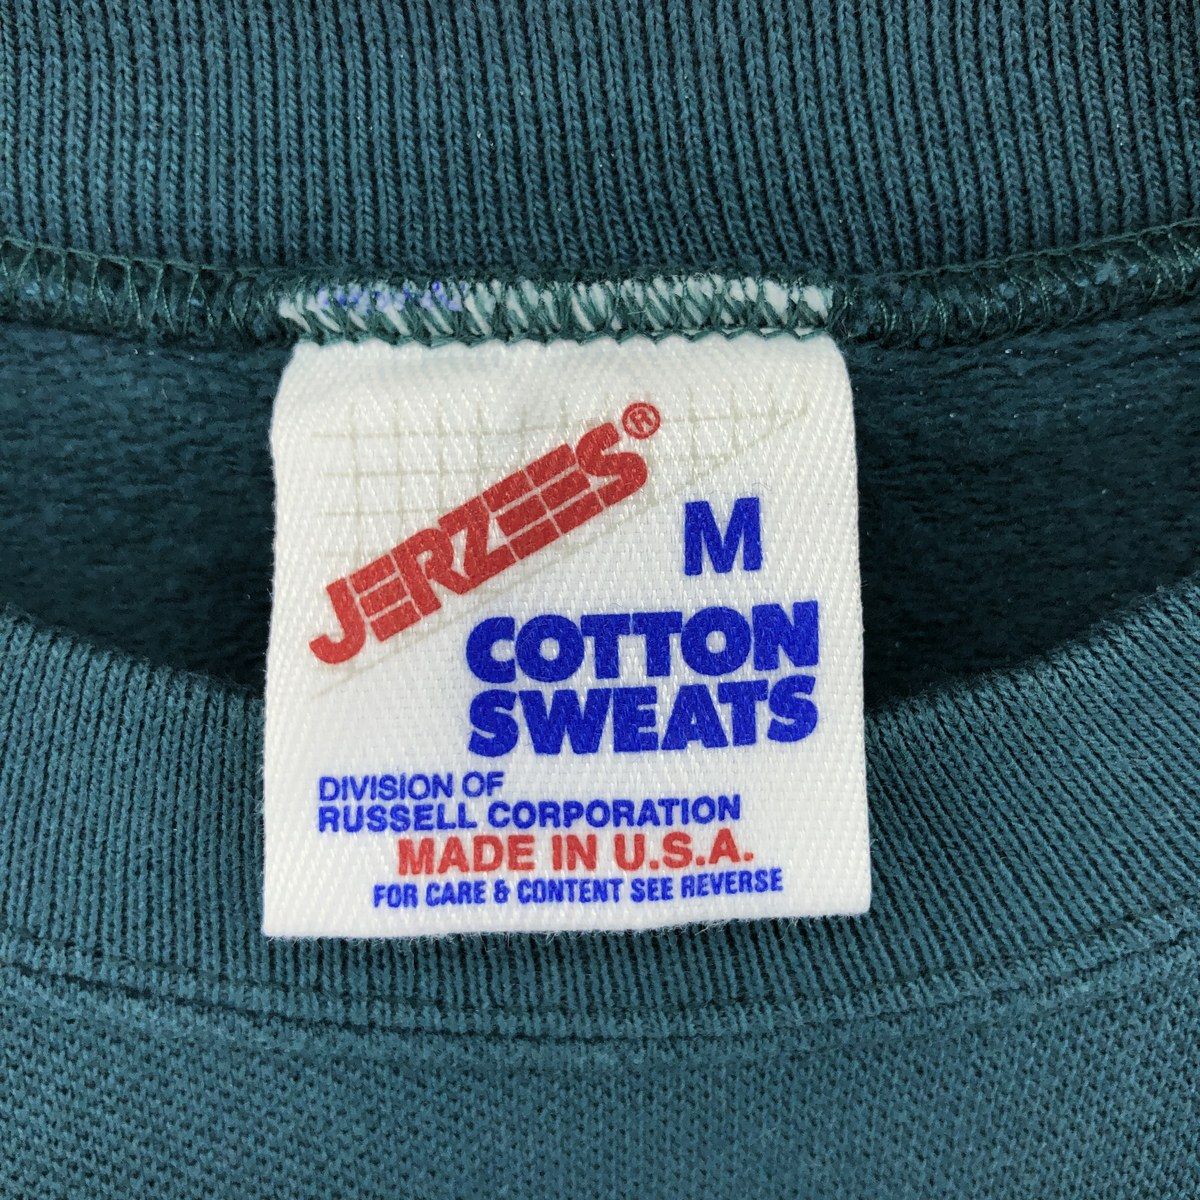 JERZEES®
M
COTTON
SWEATS
DIVISION OF
RUSSELL CORPORATION
MADE IN U.S.A.
FOR CARE & CONTENT SEE REVERSE